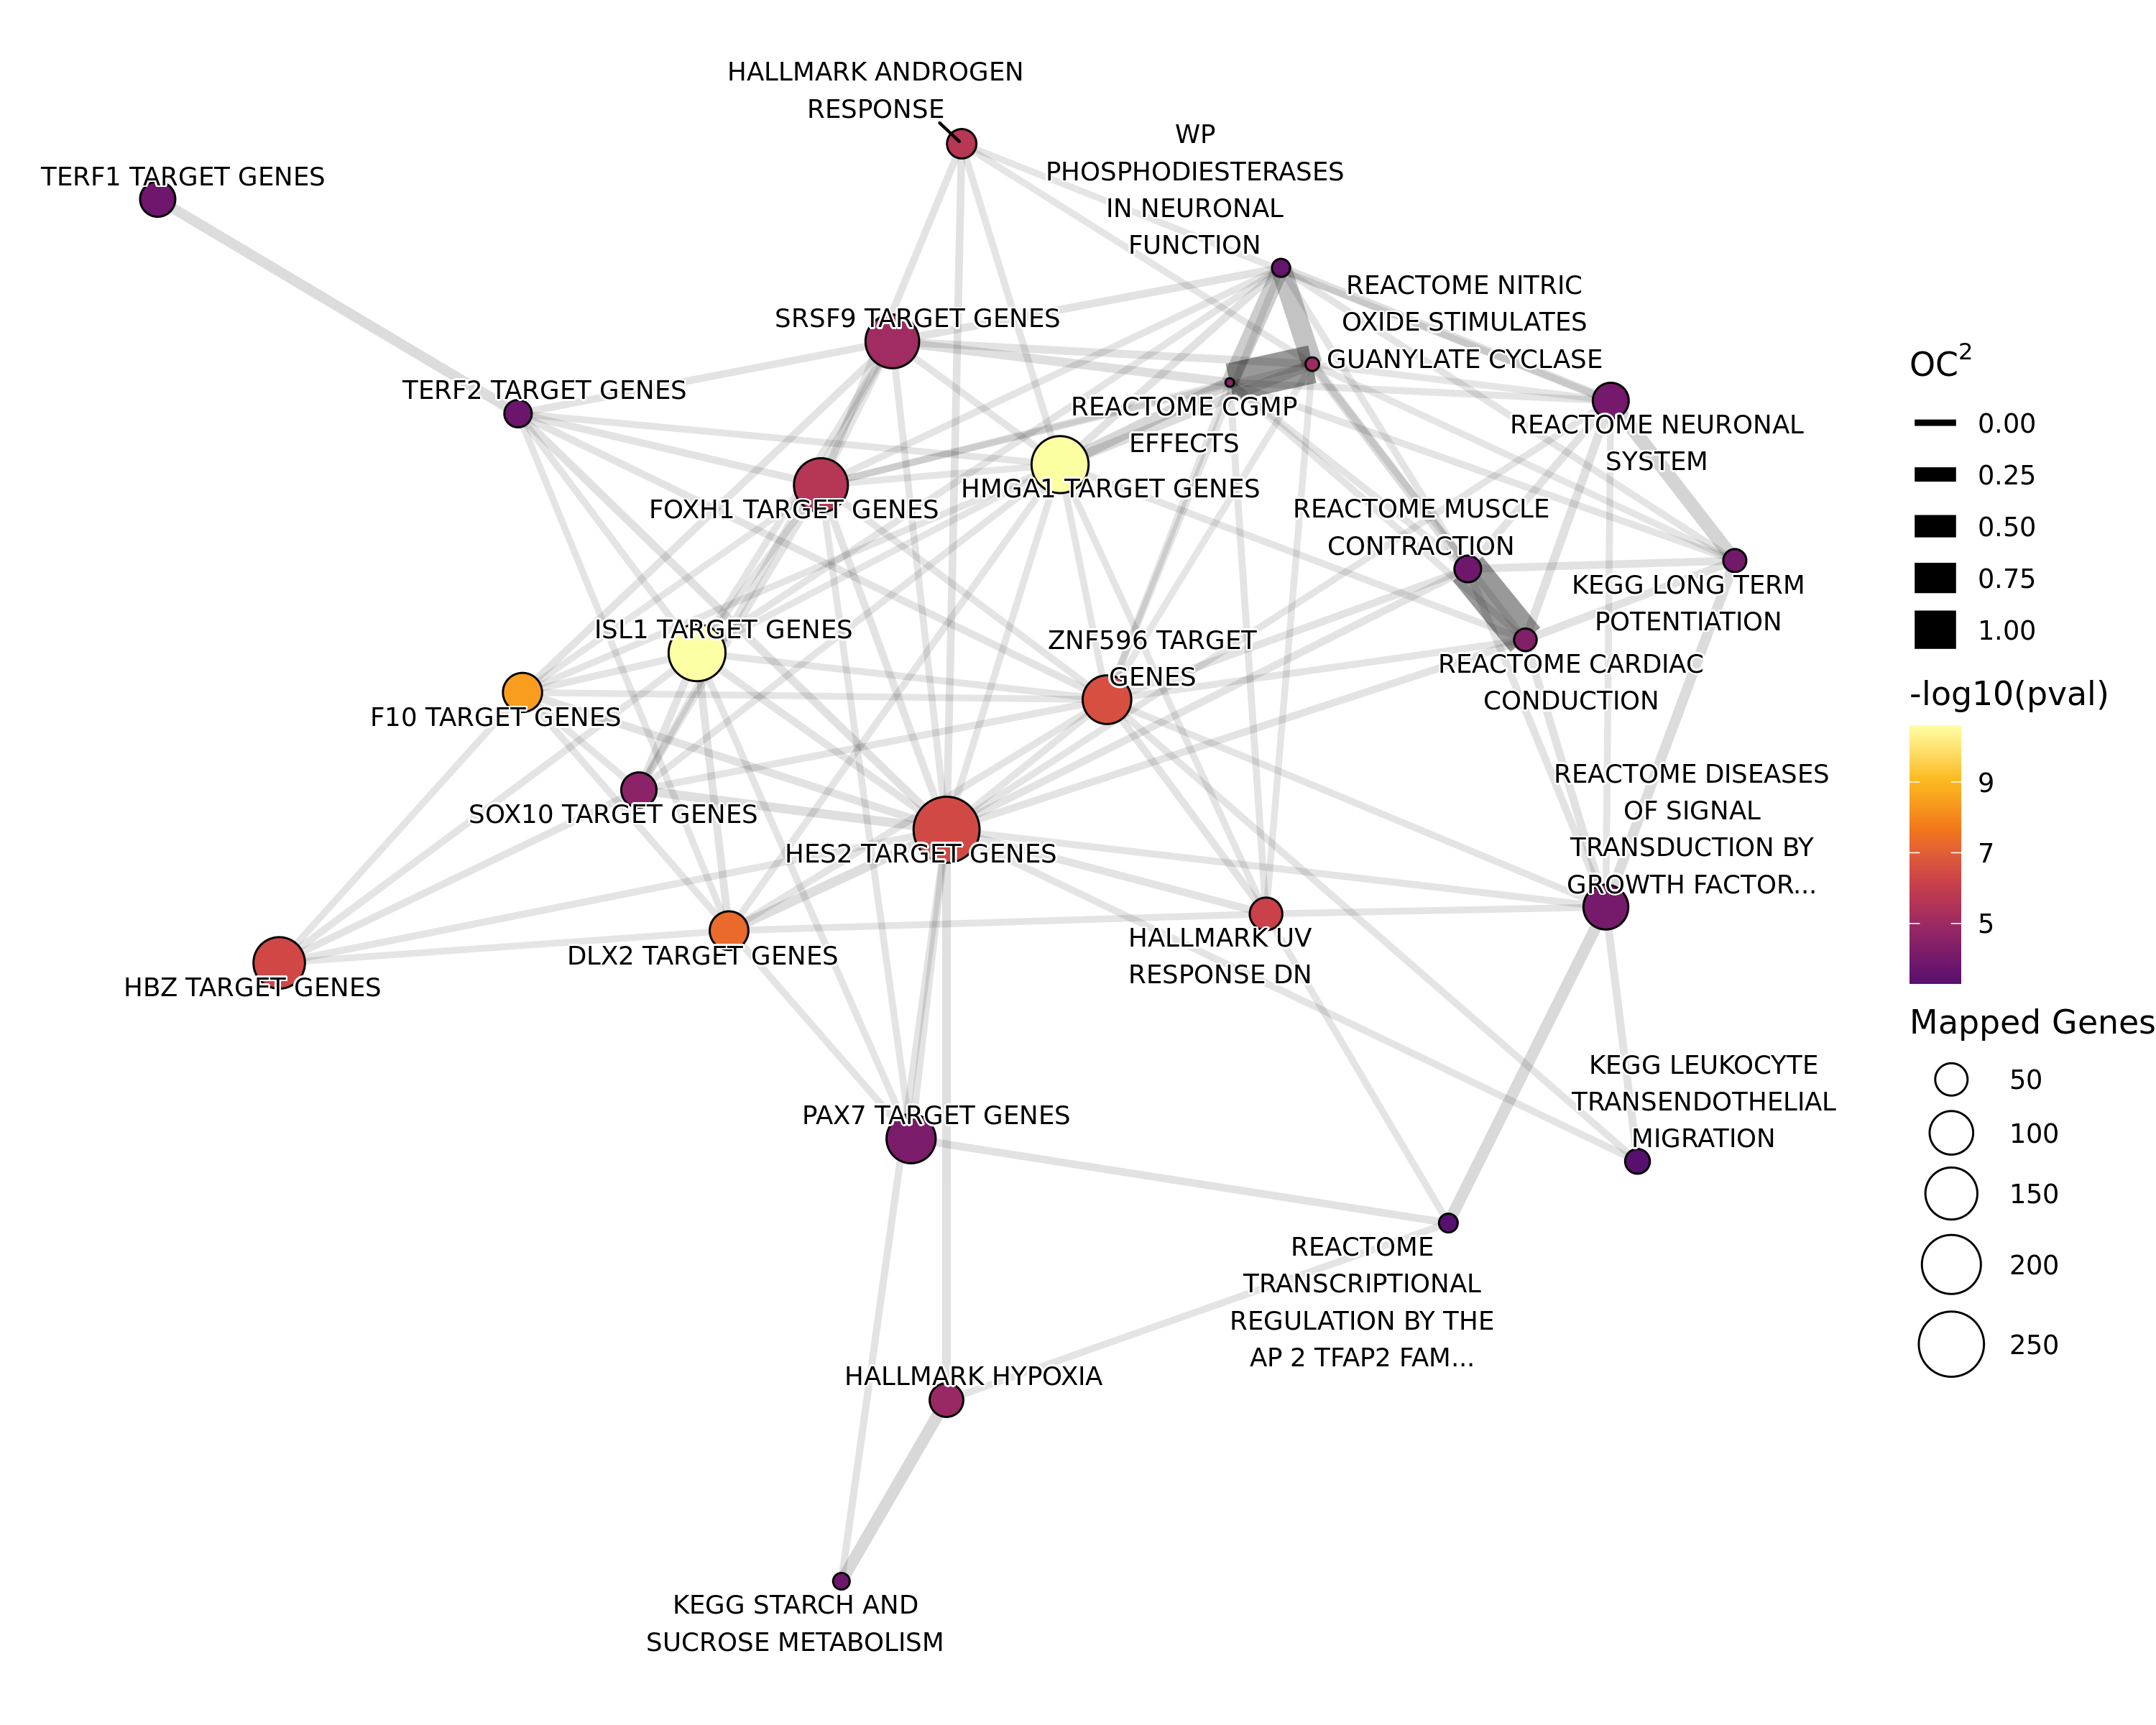 HALLMARK ANDROGEN
RESPONSE
WP
PHOSPHODIESTERASES
IN NEURONAL
FUNCTION
TERF1 TARGET GENES
REACTOME NITRIC
OXIDE STIMULATES
GUANYLATE CYCLASE
SRSF9 TARGET GENES
TERF2 TARGET GENES
REACTOME CGMP
EFFECTS
REACTOME NEURONAL
SYSTEM
FOXH1 TARGET GENES
HMGA1 TARGET GENES
REACTOME MUSCLE
CONTRACTION
KEGG LONG TERM
POTENTIATION
ISL1 TARGET GENES
ZNF596 TARGET
GENES
REACTOME CARDIAC
CONDUCTION
F10 TARGET GENES
SOX10 TARGET GENES
REACTOME DISEASES
OF SIGNAL
TRANSDUCTION BY
GROWTH FACTOR...
HES2 TARGET GENES
DLX2 TARGET GENES
HALLMARK UV
RESPONSE DN
HBZ TARGET GENES
KEGG LEUKOCYTE
TRANSENDOTHELIAL
MIGRATION
PAX7 TARGET GENES
REACTOME
TRANSCRIPTIONAL
REGULATION BY THE
AP 2 TFAP2 FAM...
HALLMARK HYPOXIA
KEGG STARCH AND
SUCROSE METABOLISM
OC²
0.00
0.25
0.50
0.75
1.00
-log10(pval)
9
7
5
Mapped Genes
50
100
150
200
250